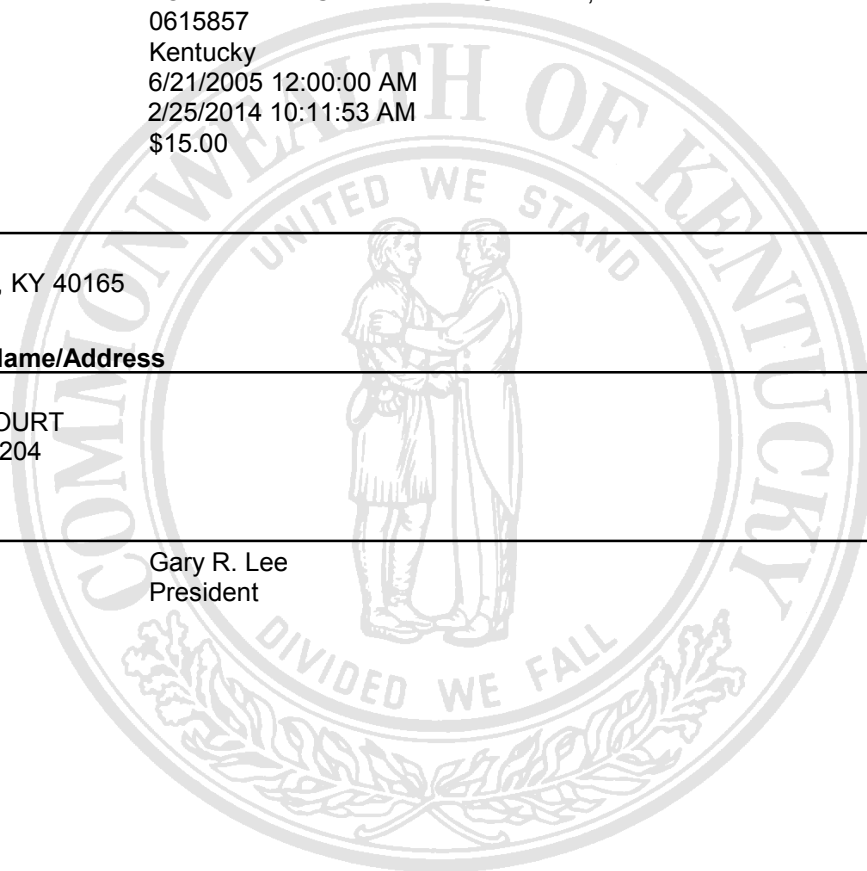 0615857
Kentucky
6/21/2005 12:00:00 AM
2/25/2014 10:11:53 AM
$15.00
COMMONWEALTH OF KENTUCKY
UNITED WE STAND
, KY 40165
ame/Address
OURT
204
Gary R. Lee
President
DIVIDED WE FALL